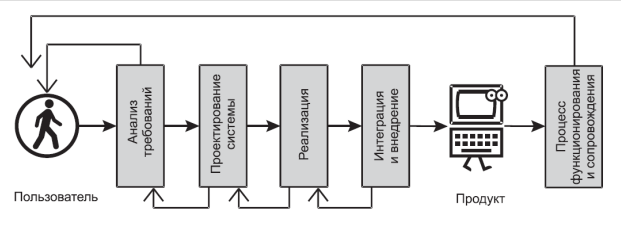 Пользователь
Анализ
требований
Проектирование
системы
Реализация
Интеграция
и внедрение
Продукт
Процесс
функционирования
и сопровождения